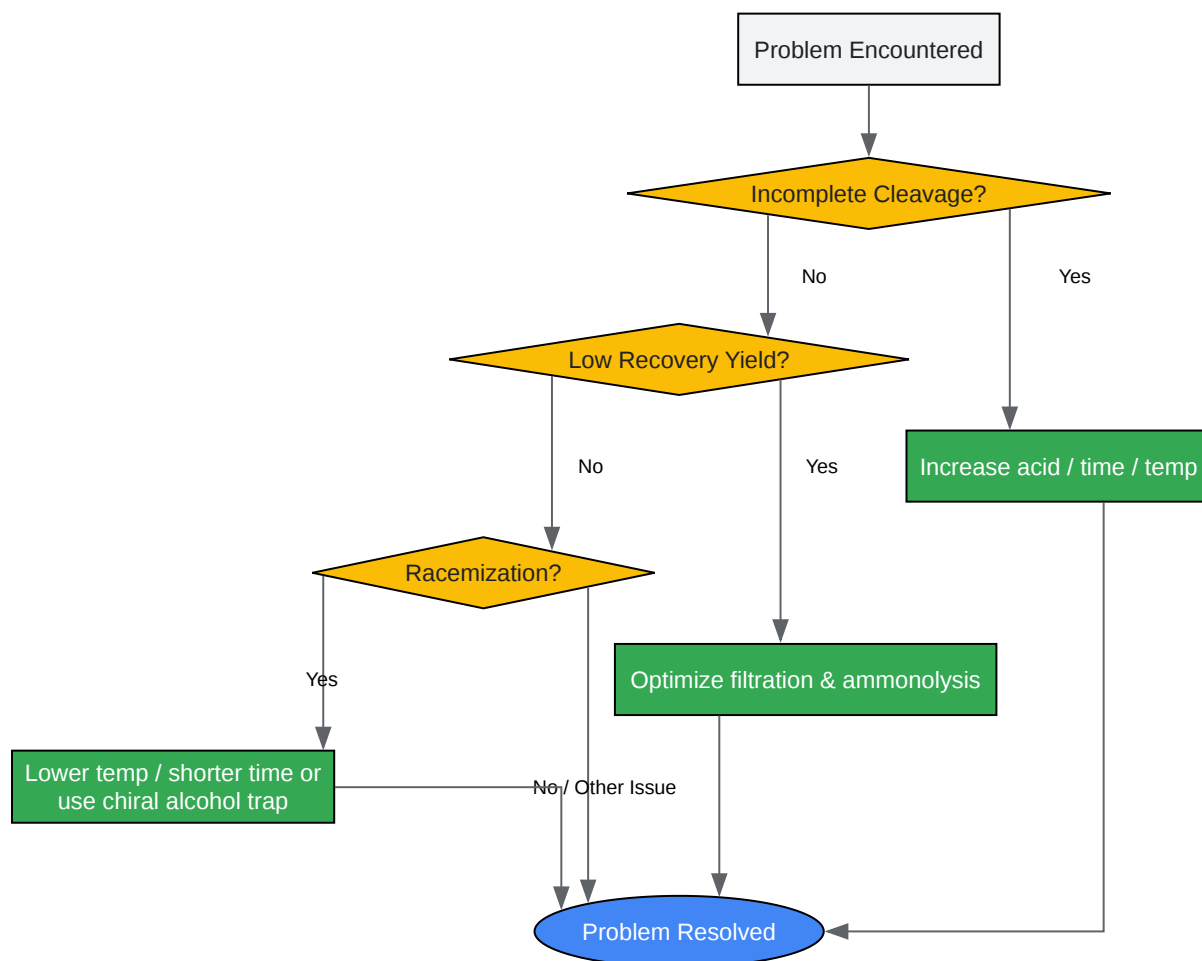 Problem Encountered
Incomplete Cleavage?
No
Yes
Low Recovery Yield?
No
Yes
Increase acid / time / temp
Racemization?
Yes
Optimize filtration & ammonolysis
Lower temp / shorter time or
use chiral alcohol trap
No / Other Issue
Problem Resolved